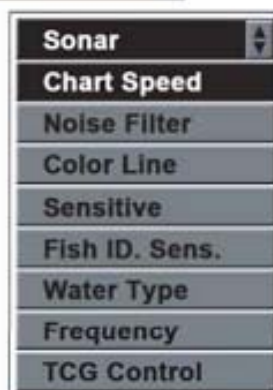 Sonar
Chart Speed
Noise Filter
Color Line
Sensitive
Fish ID. Sens.
Water Type
Frequency
TCG Control